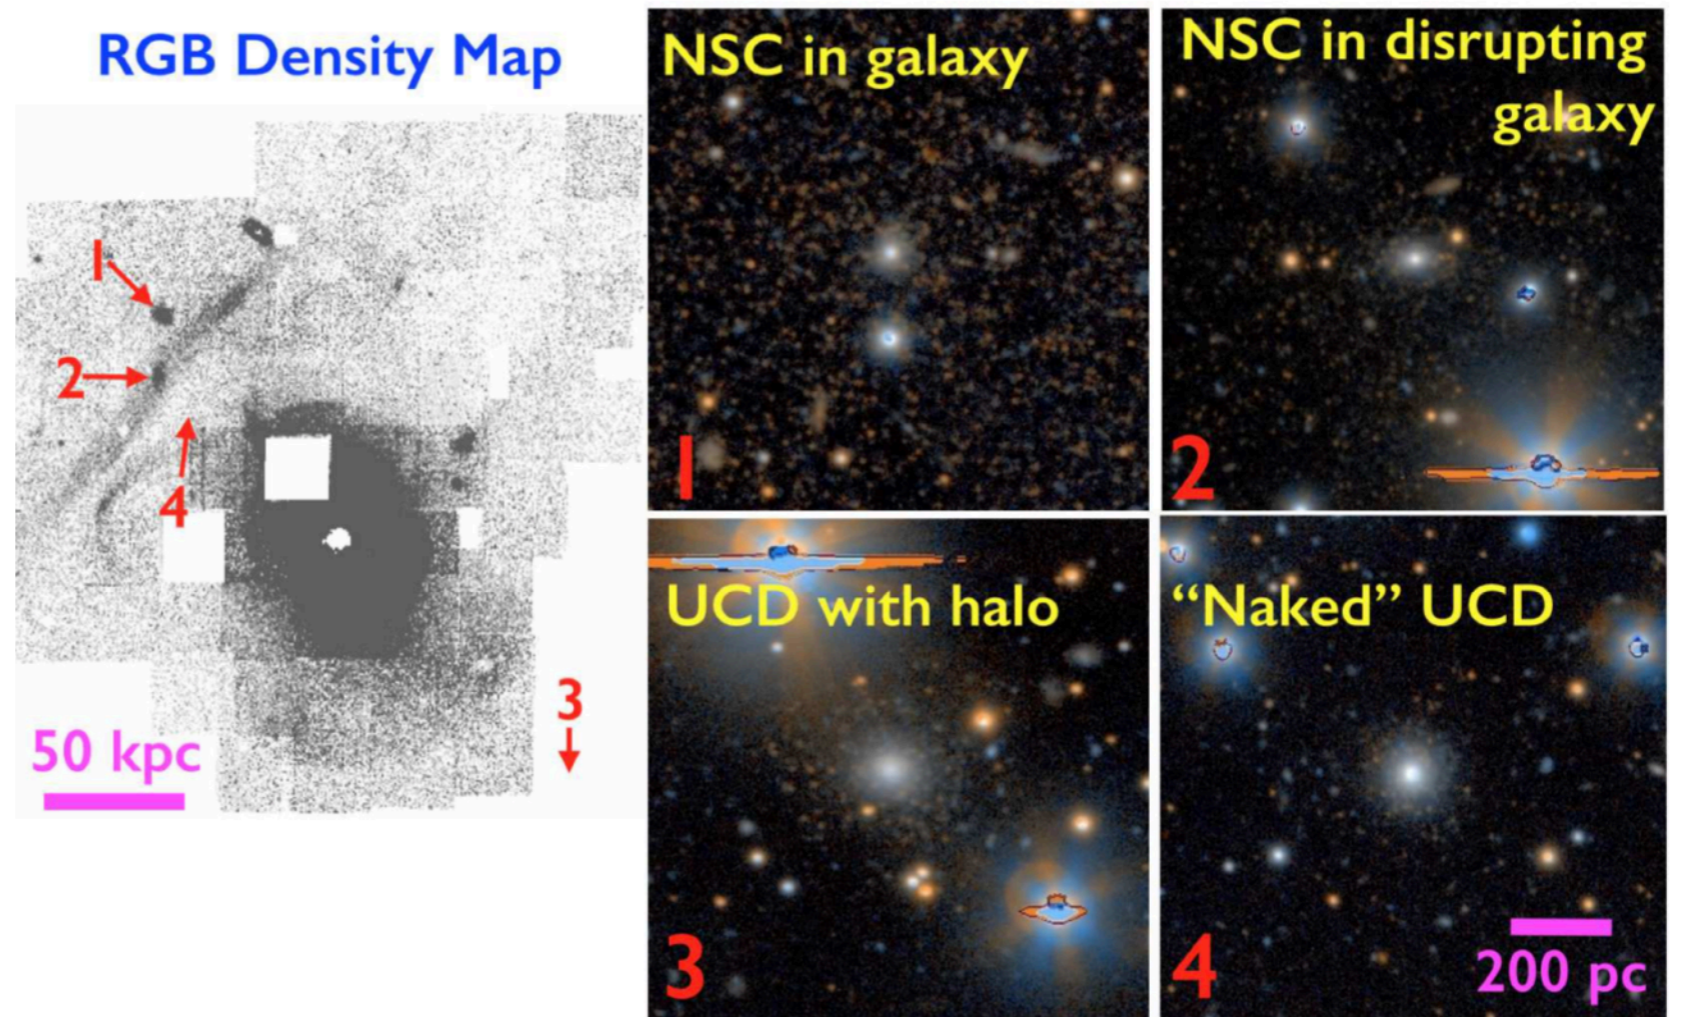 RGB Density Map
1
2
4
3
50 kpc
NSC in galaxy
1
NSC in disrupting
galaxy
2
UCD with halo
3
“Naked” UCD
4
200 pc